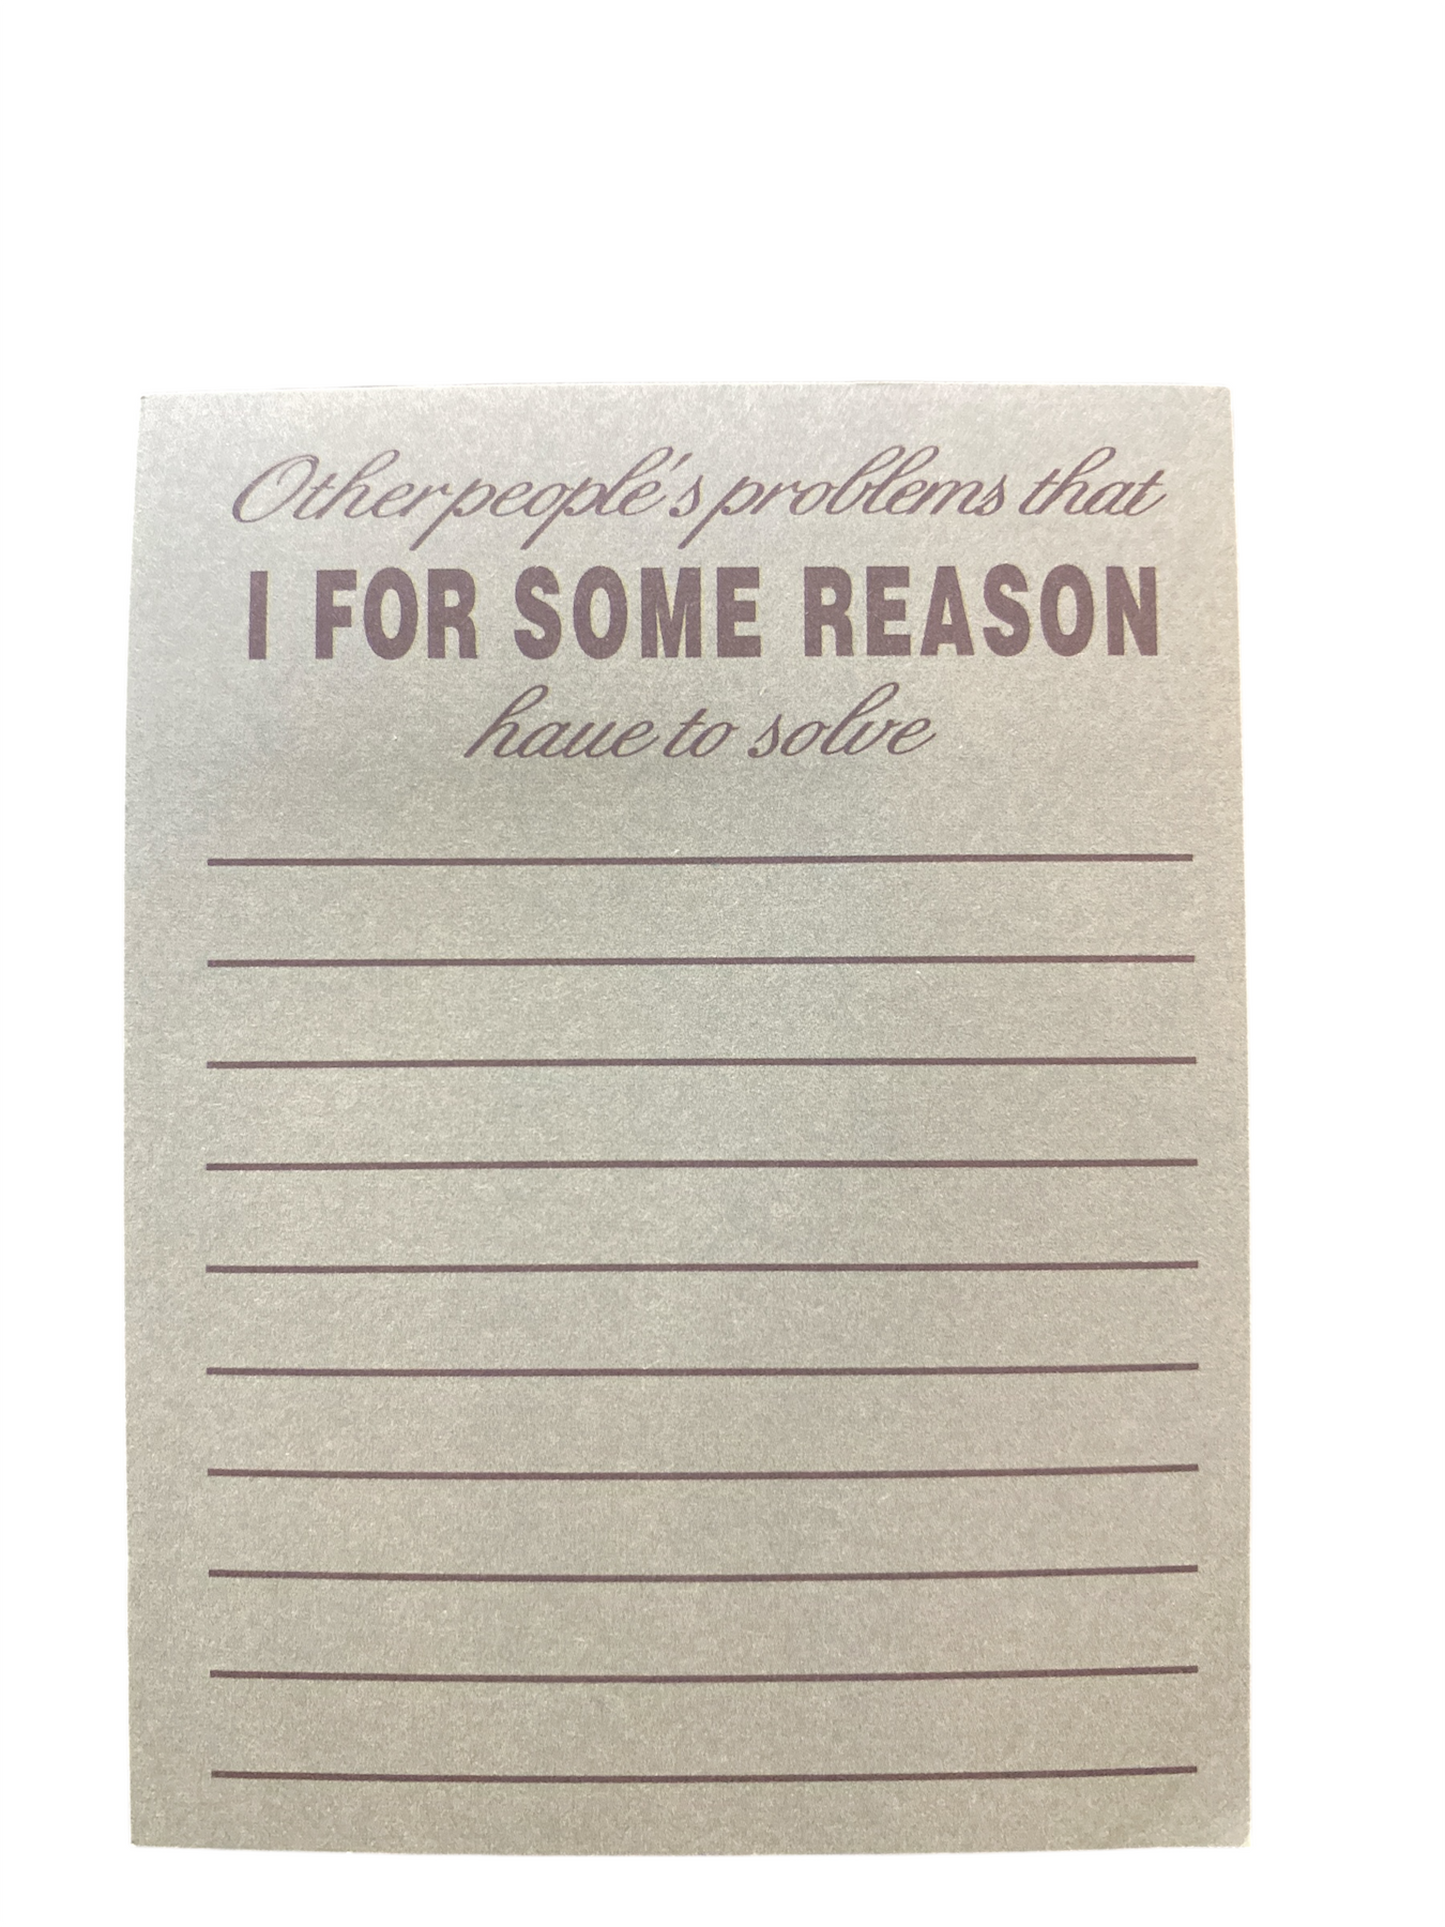 Other people's problems that
I FOR SOME REASON
have to solve